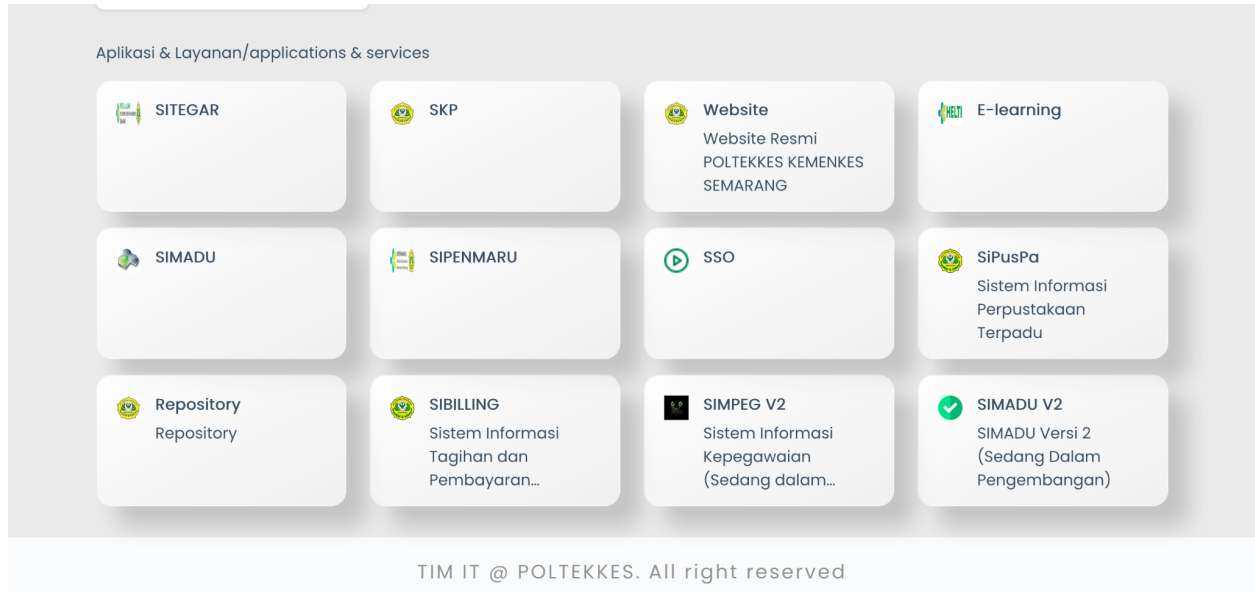 Aplikasi & Layanan/applications & services
SITEGAR
SKP
Website
Website Resmi
POLTEKKES KEMENKES
SEMARANG
HELTI
E-learning
SIMADU
SIPENMARU
SSO
SiPusPa
Sistem Informasi
Perpustakaan
Terpadu
Repository
Repository
SIBILLING
Sistem Informasi
Tagihan dan
Pembayaran...
SIMPEG V2
Sistem Informasi
Kepegawaian
(Sedang dalam...
SIMADU V2
SIMADU Versi 2
(Sedang Dalam
Pengembangan)
TIM IT @ POLTEKKES. All right reserved